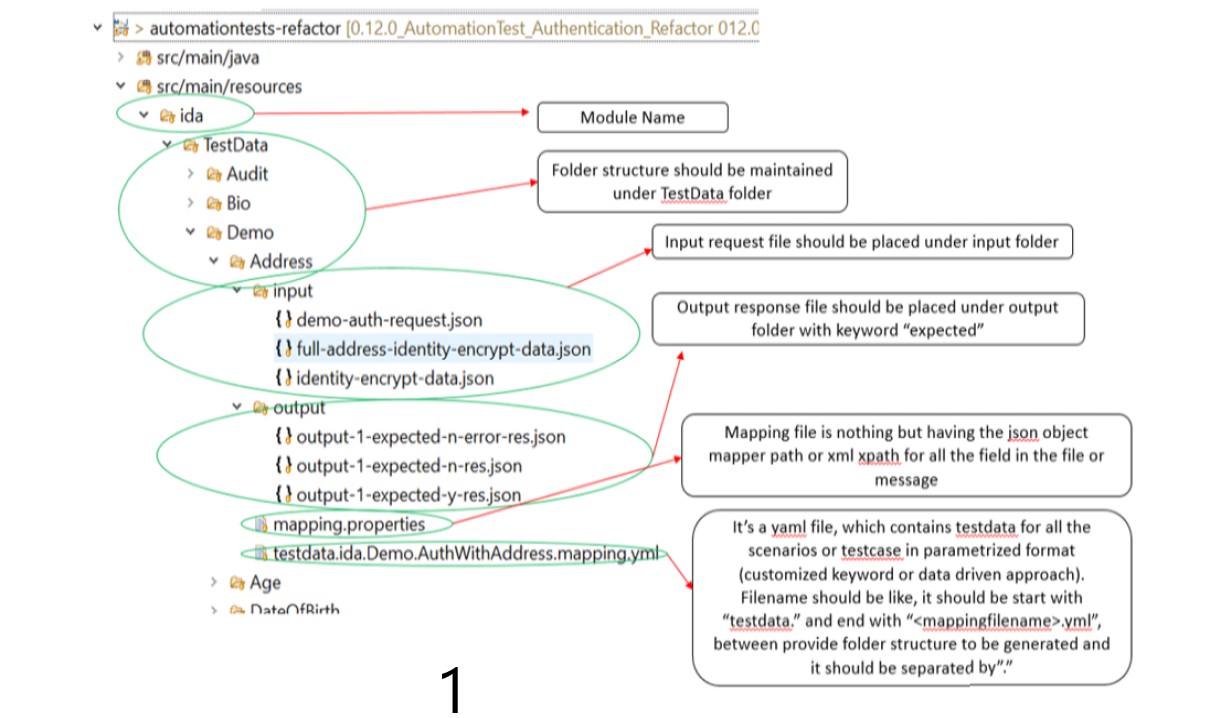 > automationtests-refactor [0.12.0_AutomationTest_Authentication_Refactor 012.0
src/main/java
src/main/resources
ida
Module Name
TestData
Audit
Bio
Demo
Address
Folder structure should be maintained
under TestData folder
Input request file should be placed under input folder
input
demo-auth-request.json
full-address-identity-encrypt-data.json
identity-encrypt-data.json
Output response file should be placed under output
folder with keyword “expected”
output
output-1-expected-n-error-res.json
output-1-expected-n-res.json
output-1-expected-y-res.json
Mapping file is nothing but having the json object
mapper path or xml xpath for all the field in the file or
message
mapping.properties
testdata.ida.Demo.AuthWithAddress.mapping.yml
Age
DateOfBirth
It’s a yaml file, which contains testdata for all the
scenarios or testcase in parametrized format
(customized keyword or data driven approach).
Filename should be like, it should be start with
“testdata.” and end with “<mappingfilename>.yml”,
between provide folder structure to be generated and
it should be separated by”.”
1